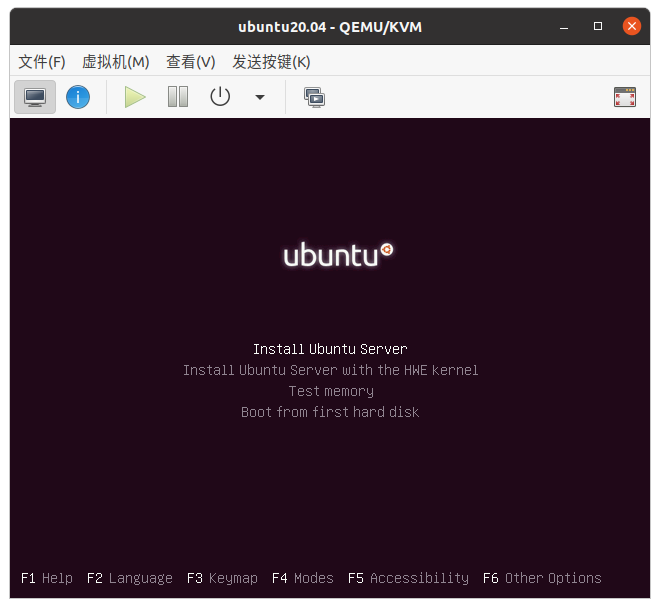 ubuntu20.04 - QEMU/KVM
文件(F) 虚拟机(M) 查看(V) 发送按键(K)
ubuntu
Install Ubuntu Server
Install Ubuntu Server with the HWE kernel
Test memory
Boot from first hard disk
F1 Help F2 Language F3 Keymap F4 Modes F5 Accessibility F6 Other Options